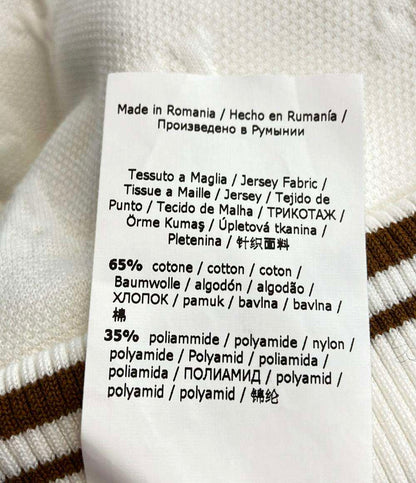 Made in Romania / Hecho en Rumanía /
Произведено в Румынии
Tessuto a Maglia / Jersey Fabric /
Tissue a Maille / Jersey / Tejido de
Punto / Tecido de Malha / ТРИКОТАЖ /
Örme Kumaş / Úpletová tkanina /
Pletenina / 针织面料
65% cotone / cotton / coton /
Baumwolle / algodón / algodão /
ХЛОПОК / pamuk / bavlna / bavlna /
棉
35% poliammide / polyamide / nylon /
polyamide / Polyamid / poliamida /
poliamida / ПОЛИАМИД / polyamid /
polyamid / polyamid / 锦纶